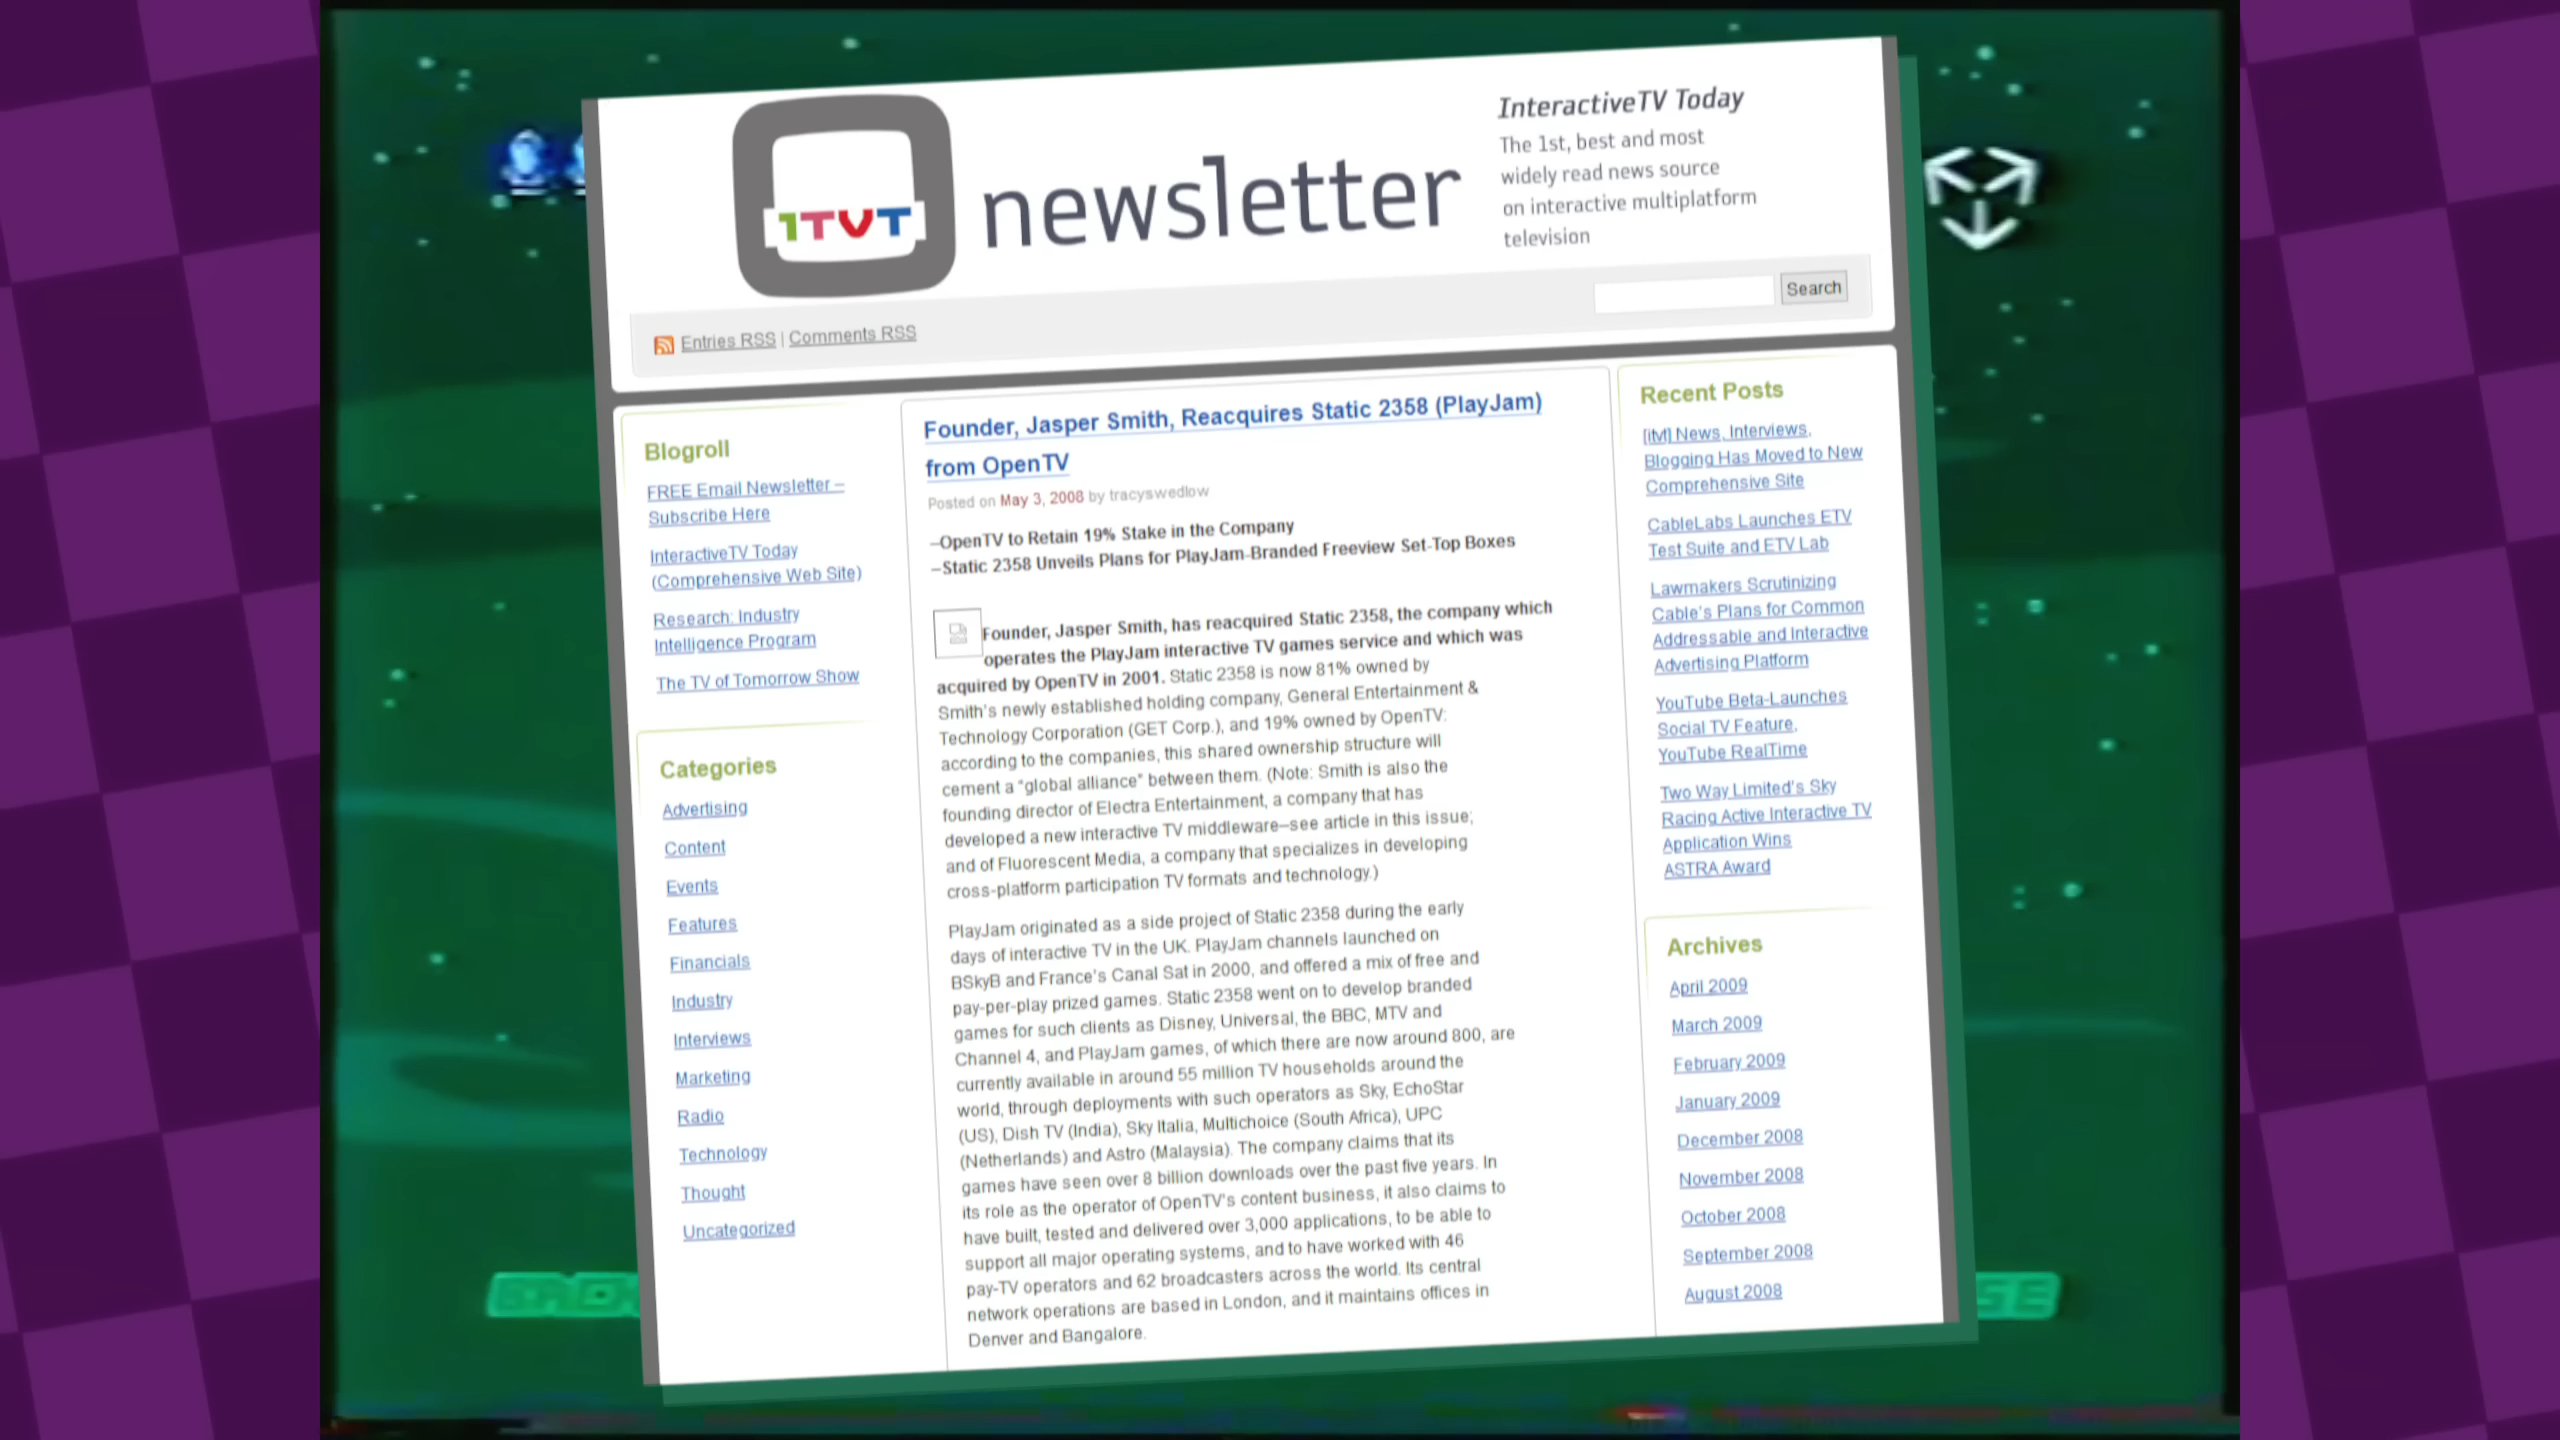 1TVT
newsletter
InteractiveTV Today
The 1st, best and most
widely read news source
on interactive multiplatform
television
Search
Entries RSS | Comments RSS
Blogroll
FREE Email Newsletter –
Subscribe Here
InteractiveTV Today
(Comprehensive Web Site)
Research: Industry
Intelligence Program
The TV of Tomorrow Show
Categories
Advertising
Content
Events
Features
Financials
Industry
Interviews
Marketing
Radio
Technology
Thought
Uncategorized
Founder, Jasper Smith, Reacquires Static 2358 (PlayJam)
from OpenTV
Posted on May 3, 2008 by tracyswedlow
–OpenTV to Retain 19% Stake in the Company
–Static 2358 Unveils Plans for PlayJam-Branded Freeview Set-Top Boxes
Founder, Jasper Smith, has reacquired Static 2358, the company which
operates the PlayJam interactive TV games service and which was
acquired by OpenTV in 2001. Static 2358 is now 81% owned by
Smith's newly established holding company, General Entertainment &
Technology Corporation (GET Corp.), and 19% owned by OpenTV:
according to the companies, this shared ownership structure will
cement a "global alliance" between them. (Note: Smith is also the
founding director of Electra Entertainment, a company that has
developed a new interactive TV middleware–see article in this issue;
and of Fluorescent Media, a company that specializes in developing
cross-platform participation TV formats and technology.)
PlayJam originated as a side project of Static 2358 during the early
days of interactive TV in the UK. PlayJam channels launched on
BSkyB and France's Canal Sat in 2000, and offered a mix of free and
pay-per-play prized games. Static 2358 went on to develop branded
games for such clients as Disney, Universal, the BBC, MTV and
Channel 4, and PlayJam games, of which there are now around 800, are
currently available in around 55 million TV households around the
world, through deployments with such operators as Sky, EchoStar
(US), Dish TV (India), Sky Italia, Multichoice (South Africa), UPC
(Netherlands) and Astro (Malaysia). The company claims that its
games have seen over 8 billion downloads over the past five years. In
its role as the operator of OpenTV's content business, it also claims to
have built, tested and delivered over 3,000 applications, to be able to
support all major operating systems, and to have worked with 46
pay-TV operators and 62 broadcasters across the world. Its central
network operations are based in London, and it maintains offices in
Denver and Bangalore.
Recent Posts
[itvt] News, Interviews,
Blogging Has Moved to New
Comprehensive Site
CableLabs Launches ETV
Test Suite and ETV Lab
Lawmakers Scrutinizing
Cable's Plans for Common
Addressable and Interactive
Advertising Platform
YouTube Beta-Launches
Social TV Feature,
YouTube RealTime
Two Way Limited's Sky
Racing Active Interactive TV
Application Wins
ASTRA Award
Archives
April 2009
March 2009
February 2009
January 2009
December 2008
November 2008
October 2008
September 2008
August 2008